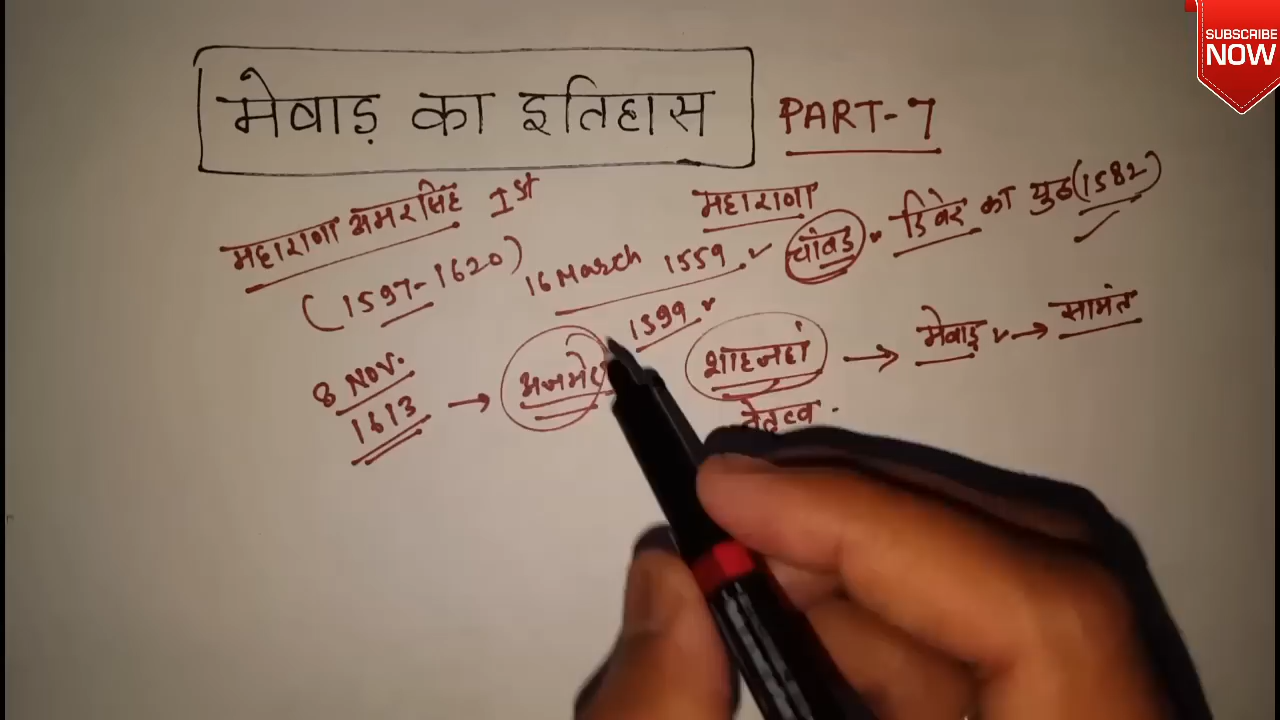 मेवाड़ का इतिहास PART-7
महाराणा अमरसिंह 1st
(1597-1620)
महाराणा
16 March 1559
चांवड
दिवेर का युद्ध (1582)
1599
8 NOV.
1613 → अजमेर
शाहजहां → मेवाड़ → सामंत
नेतृत्व
SUBSCRIBE
NOW